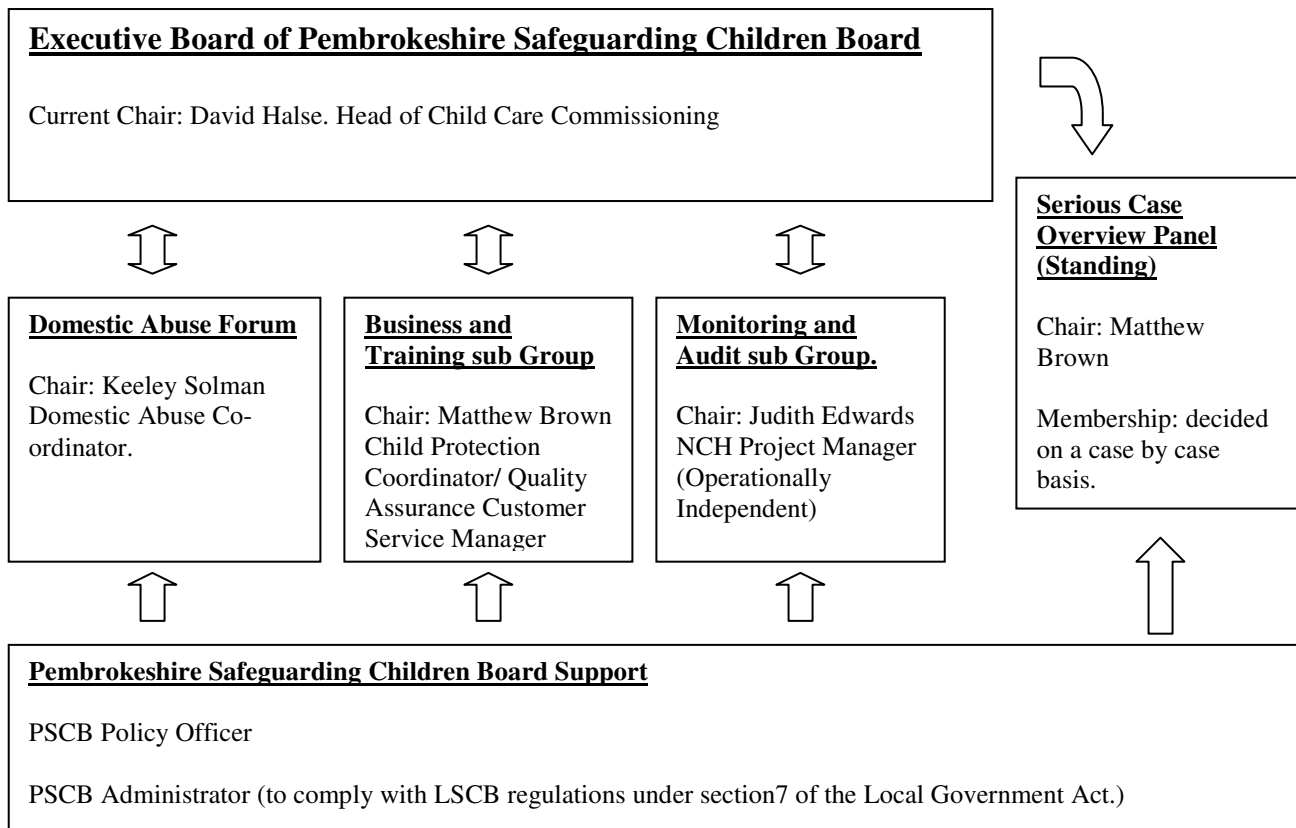 Executive Board of Pembrokeshire Safeguarding Children Board
Current Chair: David Halse. Head of Child Care Commissioning
Serious Case
Overview Panel
(Standing)
Chair: Matthew
Brown
Membership: decided
on a case by case
basis.
Domestic Abuse Forum
Chair: Keeley Solman
Domestic Abuse Co-
ordinator.
Business and
Training sub Group
Chair: Matthew Brown
Child Protection
Coordinator/ Quality
Assurance Customer
Service Manager
Monitoring and
Audit sub Group.
Chair: Judith Edwards
NCH Project Manager
(Operationally
Independent)
Pembrokeshire Safeguarding Children Board Support
PSCB Policy Officer
PSCB Administrator (to comply with LSCB regulations under section7 of the Local Government Act.)